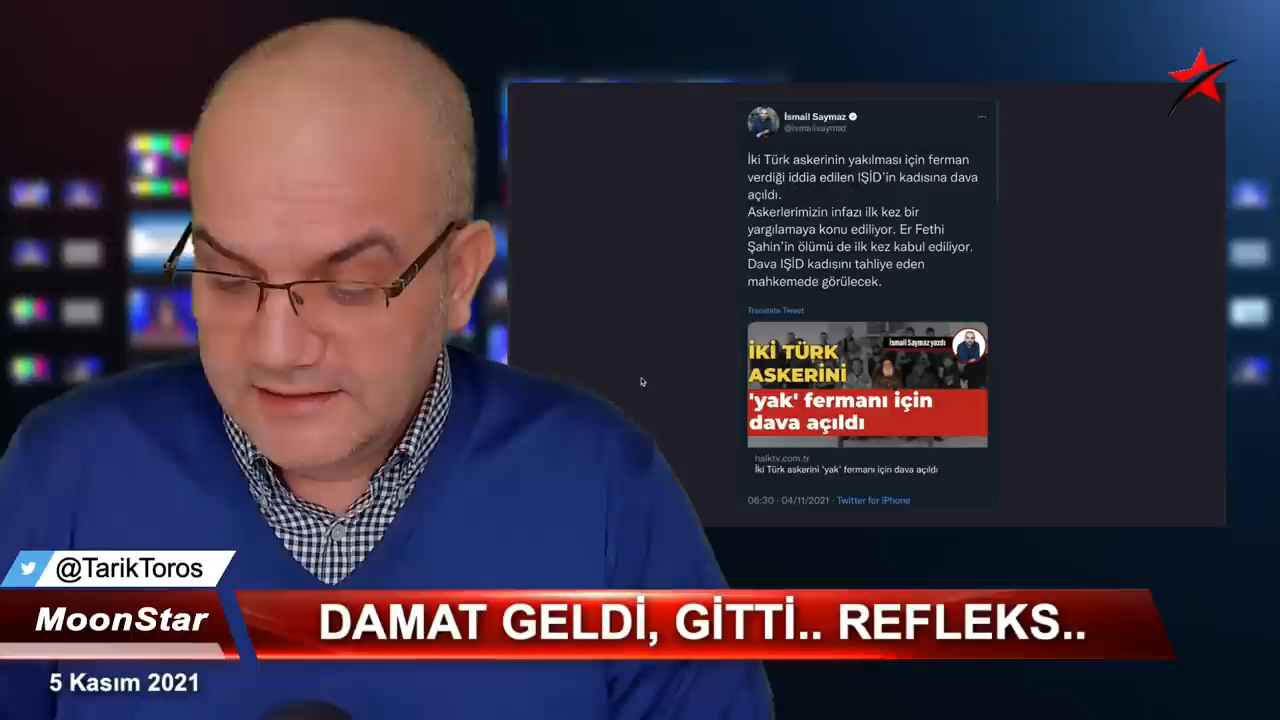 İsmail Saymaz
@ismailsaymaz
İki Türk askerinin yakılması için ferman
verdiği iddia edilen IŞİD'in kadısına dava
açıldı.
Askerlerimizin infazı ilk kez bir
yargılamaya konu ediliyor. Er Fethi
Şahin'in ölümü de ilk kez kabul ediliyor.
Dava IŞİD kadısını tahliye eden
mahkemede görülecek.
Translate Tweet
İsmail Saymaz yazdı
İKİ TÜRK
ASKERİNİ
'yak' fermanı için
dava açıldı
halktv.com.tr
İki Türk askerini 'yak' fermanı için dava açıldı
06:30 · 04/11/2021 · Twitter for iPhone
@TarikToros
MoonStar
DAMAT GELDİ, GİTTİ.. REFLEKS..
5 Kasım 2021